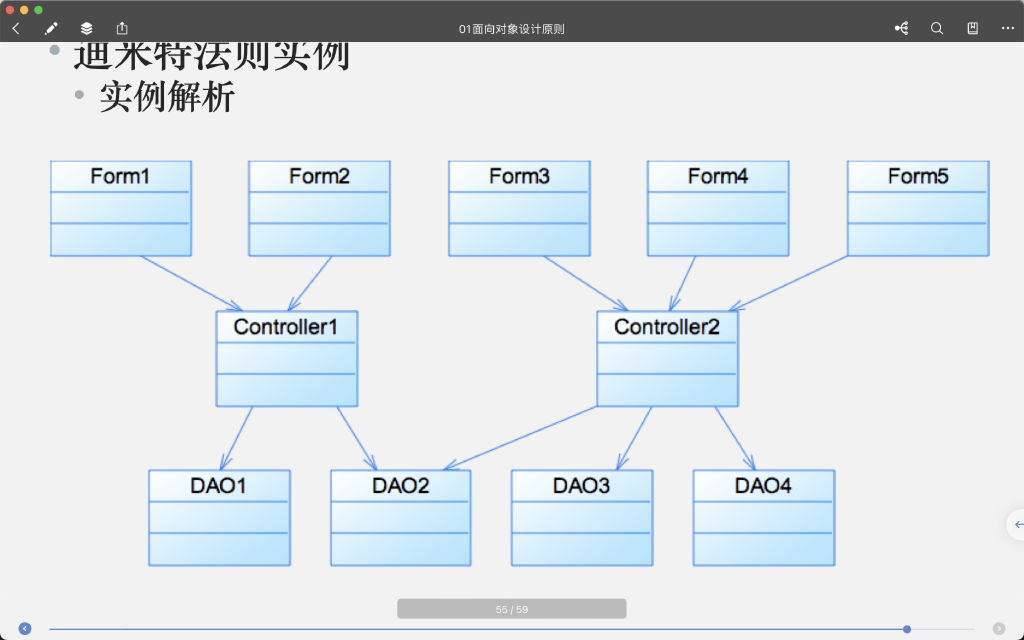 01面向对象设计原则
迪米特法则实例
实例解析
Form1
Form2
Form3
Form4
Form5
Controller1
Controller2
DAO1
DAO2
DAO3
DAO4
55 / 59